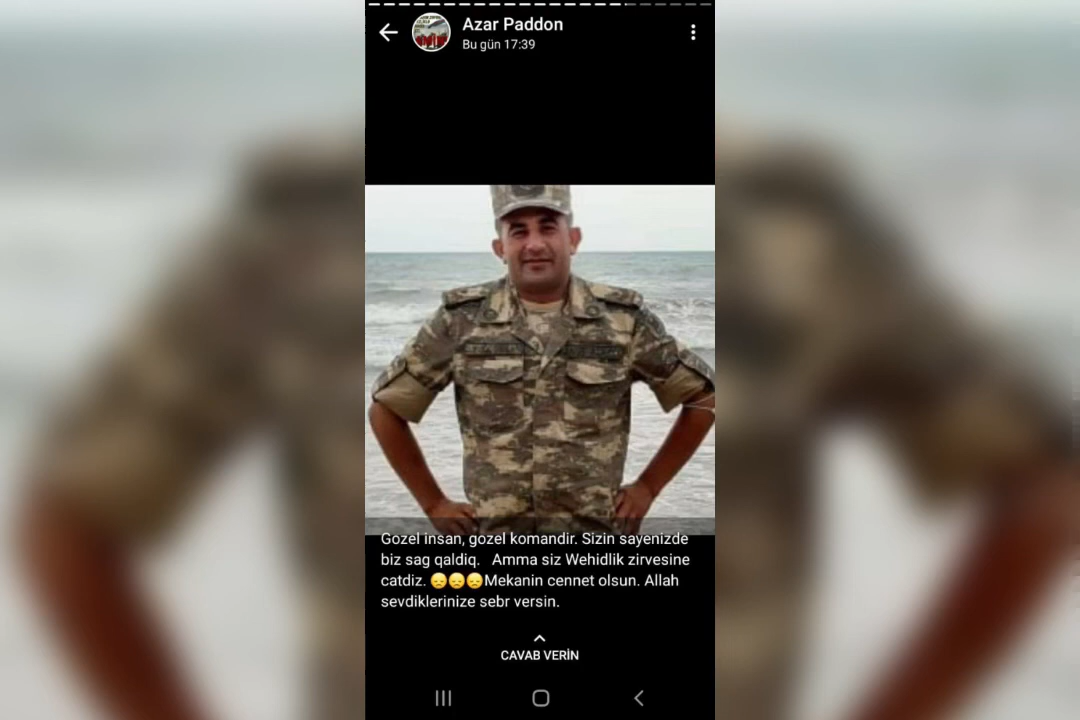 Azar Paddon
Bu gün 17:39
Gozel insan, gozel komandir. Sizin sayenizde
biz sag qaldiq. Amma siz Wehidlik zirvesine
catdiz. 😞😞😞Mekanin cennet olsun. Allah
sevdiklerinize sebr versin.
CAVAB VERİN